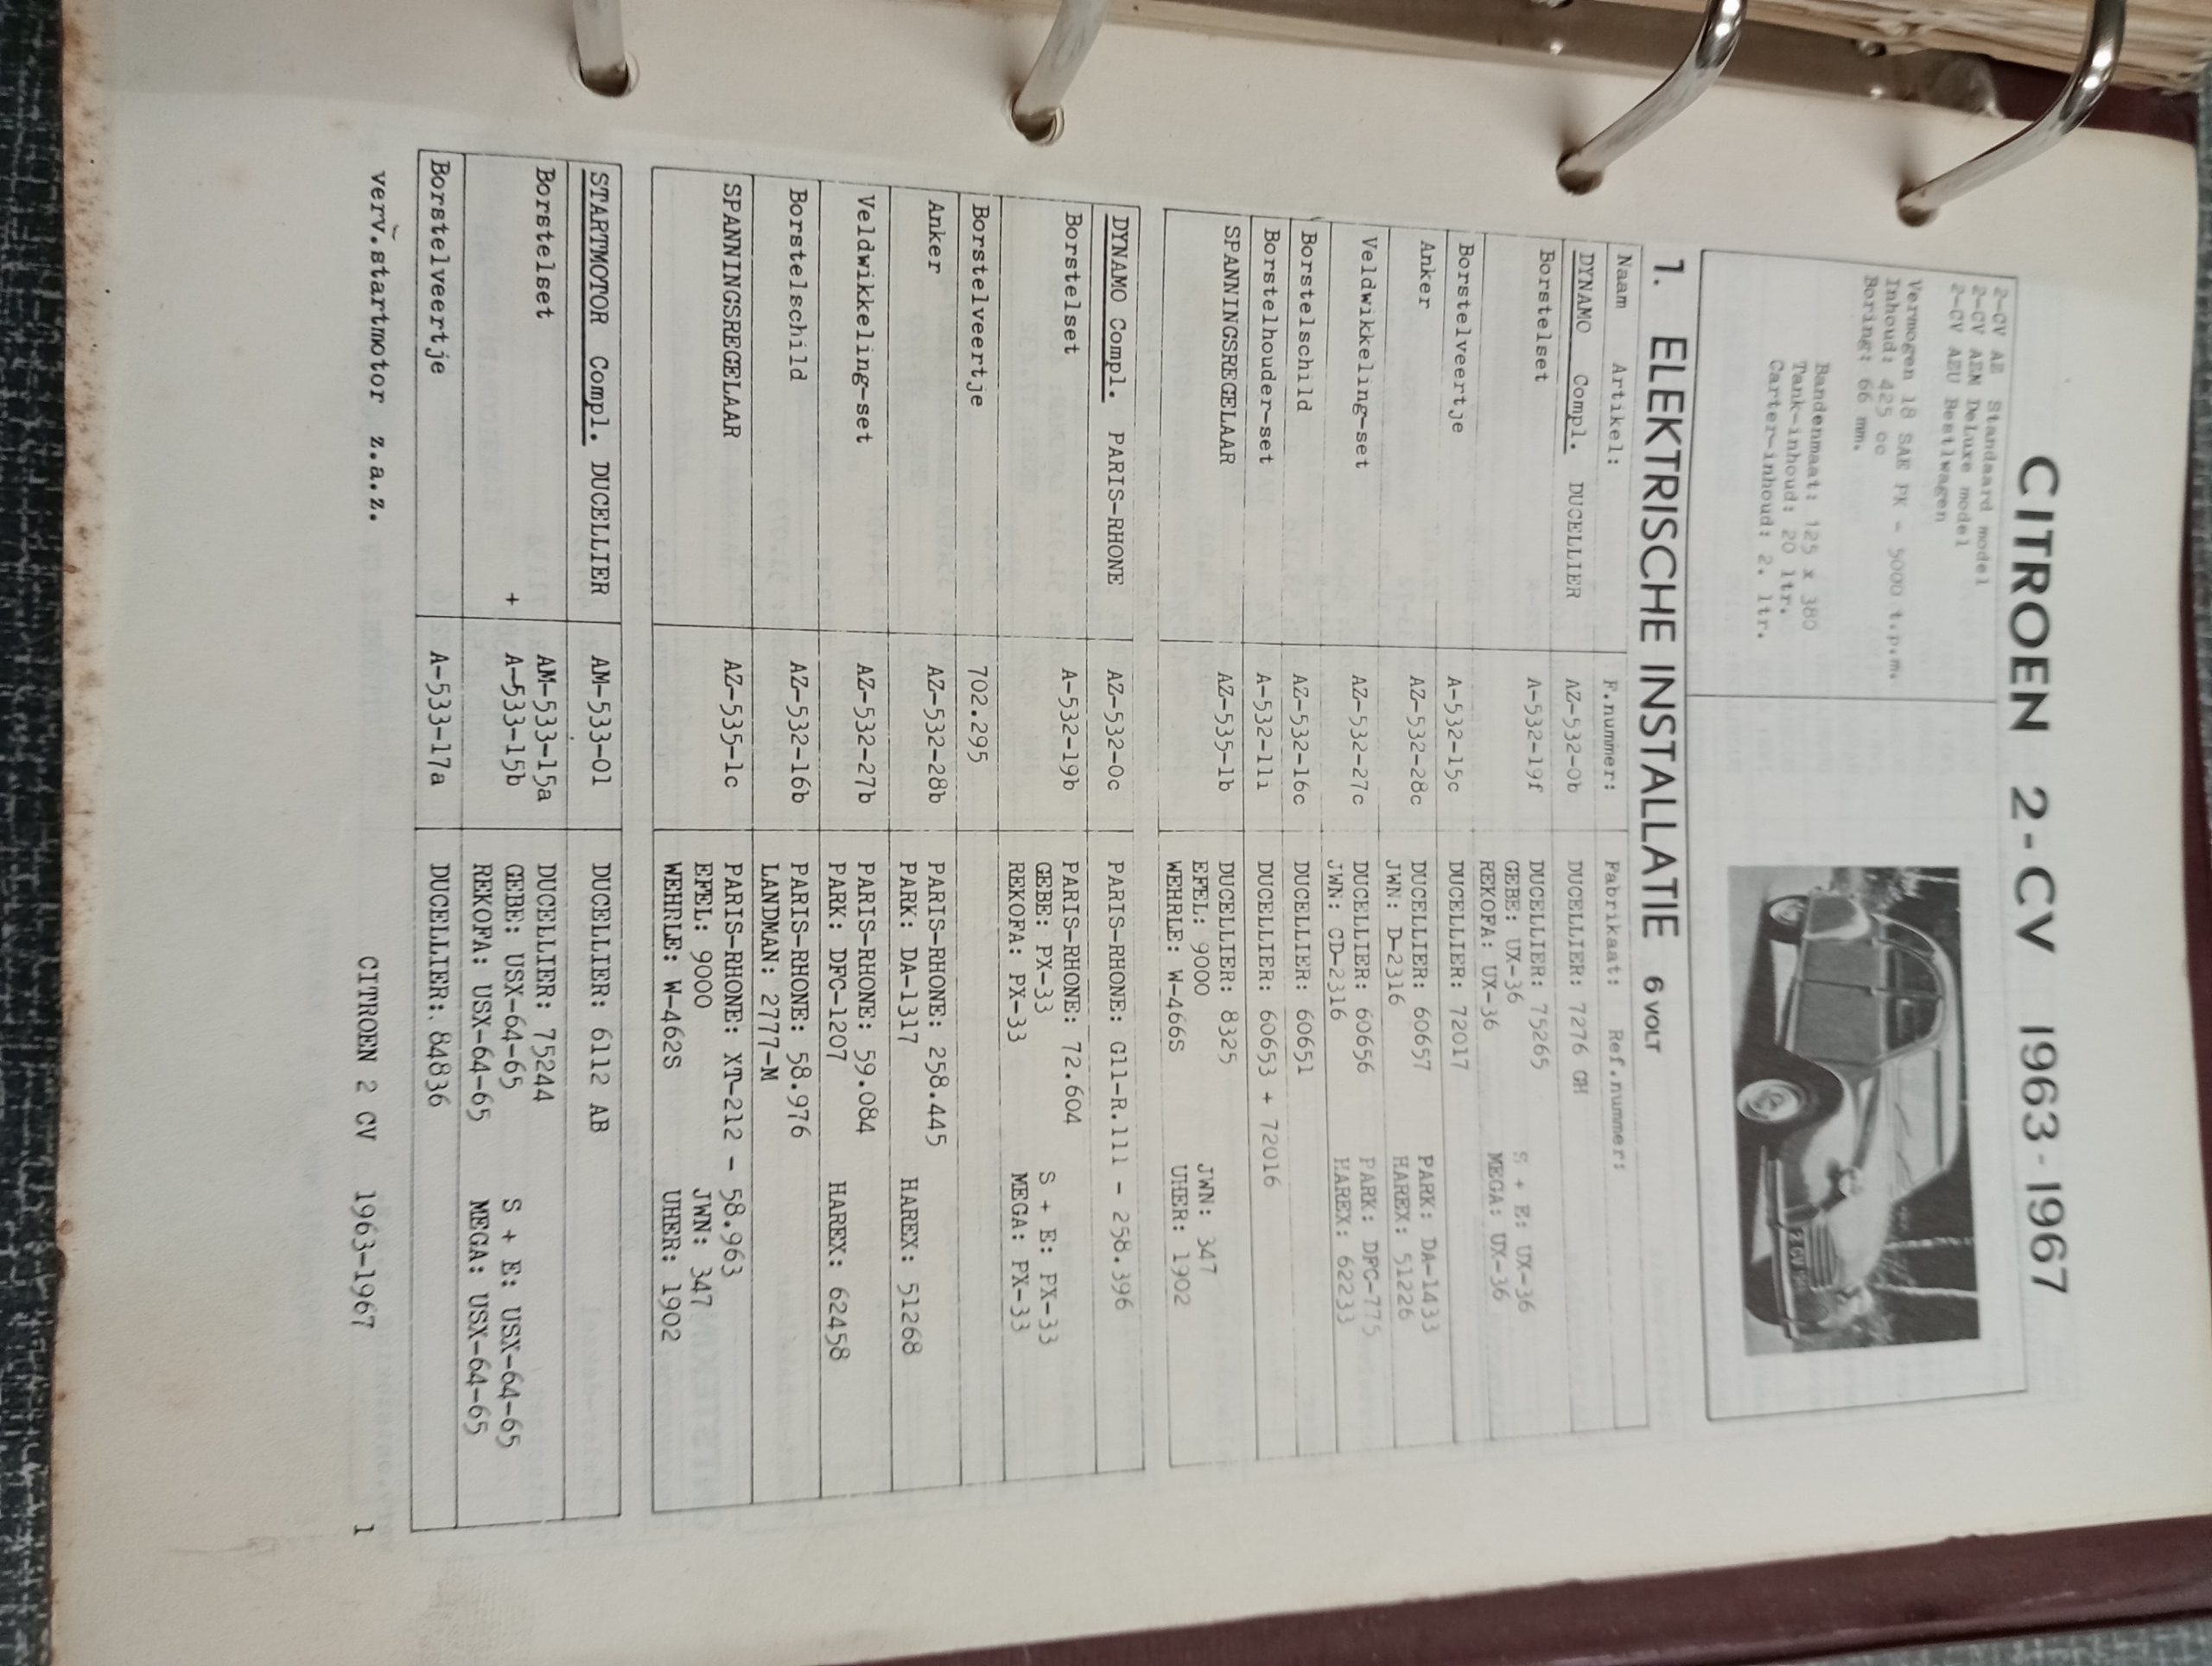 CITROEN 2-CV 1963-1967
2-CV AE Standaard model
2-CV AEM DeLuxe model
2-CV AEU Bestlwagen
Vermogen 18 SAE PK - 5000 t.p.m.
Inhoud: 425 cc
Boring: 66 mm.
Bandenmaat: 125 x 380
Tank-inhoud: 20 ltr.
Carter-inhoud: 2. ltr.
1. ELEKTRISCHE INSTALLATIE 6 VOLT
Naam Artikel: F.nummer: Fabrikaat: Ref.nummer:
DYNAMO Compl. DUCELLIER AZ-532-0b DUCELLIER: 7276 GH
Borstelset A-532-19f DUCELLIER: 75265
GEBE: UX-36 S + E: UX-36
REKOFA: UX-36 MEGA: UX-36
Borstelveertje A-532-15c DUCELLIER: 72017
Anker AZ-532-28c DUCELLIER: 60657 PARK: DA-1433
JWN: D-2316 HAREX: 51226
Veldwikkeling-set AZ-532-27c DUCELLIER: 60656 PARK: DFC-775
JWN: CD-2316 HAREX: 62233
Borstelschild AZ-532-16c DUCELLIER: 60651
Borstelhouder-set A-532-11i DUCELLIER: 60653 + 72016
SPANNINGSREGELAAR AZ-535-1b DUCELLIER: 8325
EFEL: 9000 JWN: 347
WEHRLE: W-466S UHER: 1902
DYNAMO Compl. PARIS-RHONE AZ-532-0c PARIS-RHONE: G11-R.111 - 258.396
Borstelset A-532-19b PARIS-RHONE: 72.604
GEBE: PX-33 S + E: PX-33
REKOFA: PX-33 MEGA: PX-33
Borstelveertje 702.295
Anker AZ-532-28b PARIS-RHONE: 258.445
PARK: DA-1317 HAREX: 51268
Veldwikkeling-set AZ-532-27b PARIS-RHONE: 59.084
PARK: DFC-1207 HAREX: 62458
Borstelschild AZ-532-16b PARIS-RHONE: 58.976
LANDMAN: 2777-M
SPANNINGSREGELAAR AZ-535-1c PARIS-RHONE: XT-212 - 58.963
EFEL: 9000 JWN: 347
WEHRLE: W-462S UHER: 1902
STARTMOTOR Compl. DUCELLIER AM-533-01 DUCELLIER: 6112 AB
Borstelset AM-533-15a DUCELLIER: 75244
+ A-533-15b GEBE: USX-64-65 S + E: USX-64-65
REKOFA: USX-64-65 MEGA: USX-64-65
Borstelveertje A-533-17a DUCELLIER: 84836
verv.startmotor z.a.z. CITROEN 2 CV 1963-1967 1